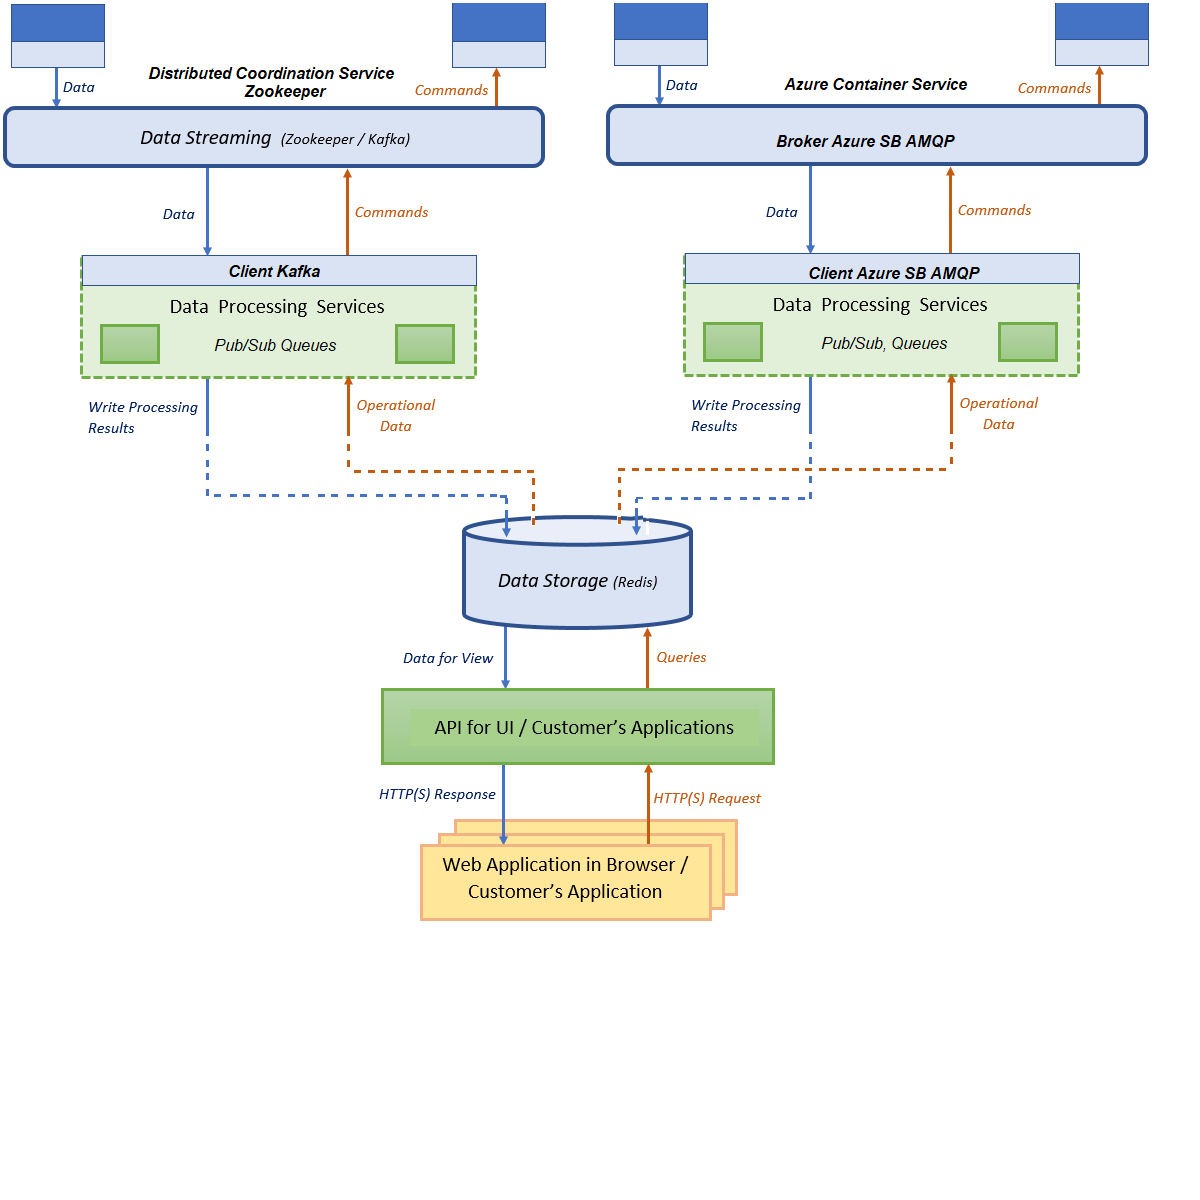 Data
Distributed Coordination Service
Zookeeper
Commands
Data
Azure Container Service
Commands
Data Streaming (Zookeeper / Kafka)
Broker Azure SB AMQP
Data
Commands
Data
Commands
Client Kafka
Data Processing Services
Pub/Sub Queues
Client Azure SB AMQP
Data Processing Services
Pub/Sub, Queues
Write Processing
Results
Operational
Data
Write Processing
Results
Operational
Data
Data Storage (Redis)
Data for View
Queries
API for UI / Customer’s Applications
HTTP(S) Response
HTTP(S) Request
Web Application in Browser /
Customer’s Application